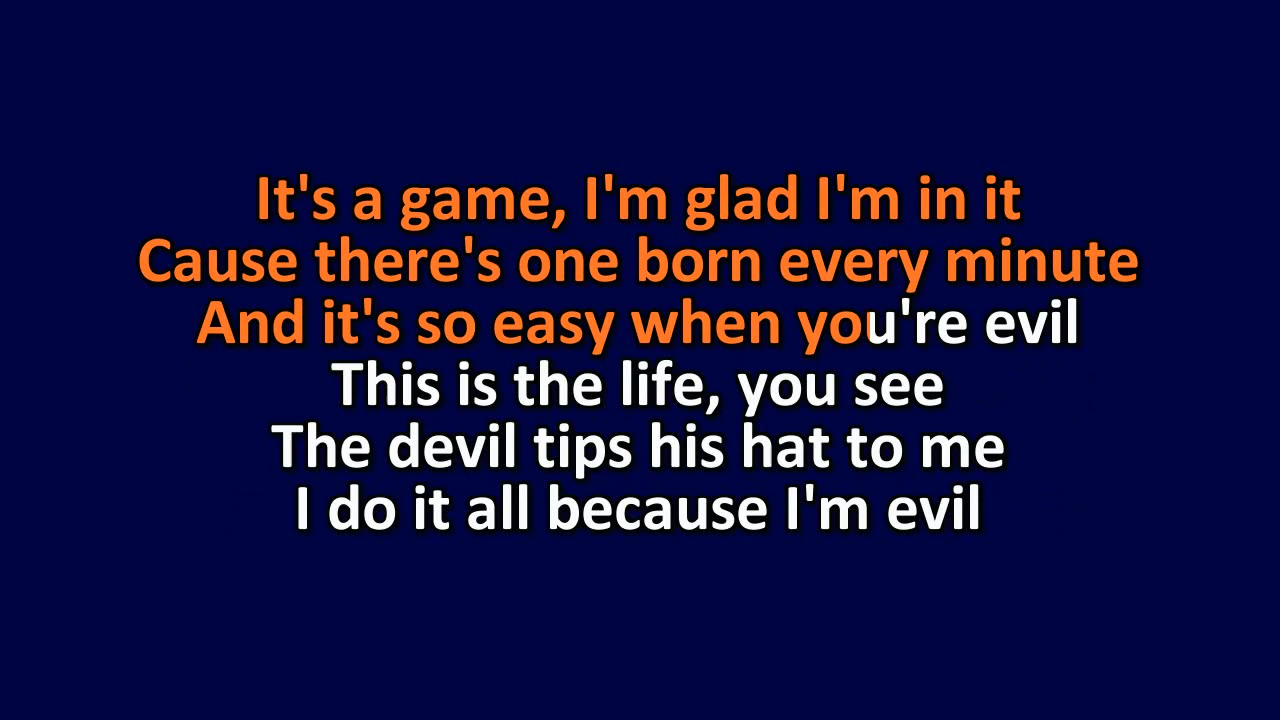 It's a game, I'm glad I'm in it
Cause there's one born every minute
And it's so easy when you're evil
This is the life, you see
The devil tips his hat to me
I do it all because I'm evil